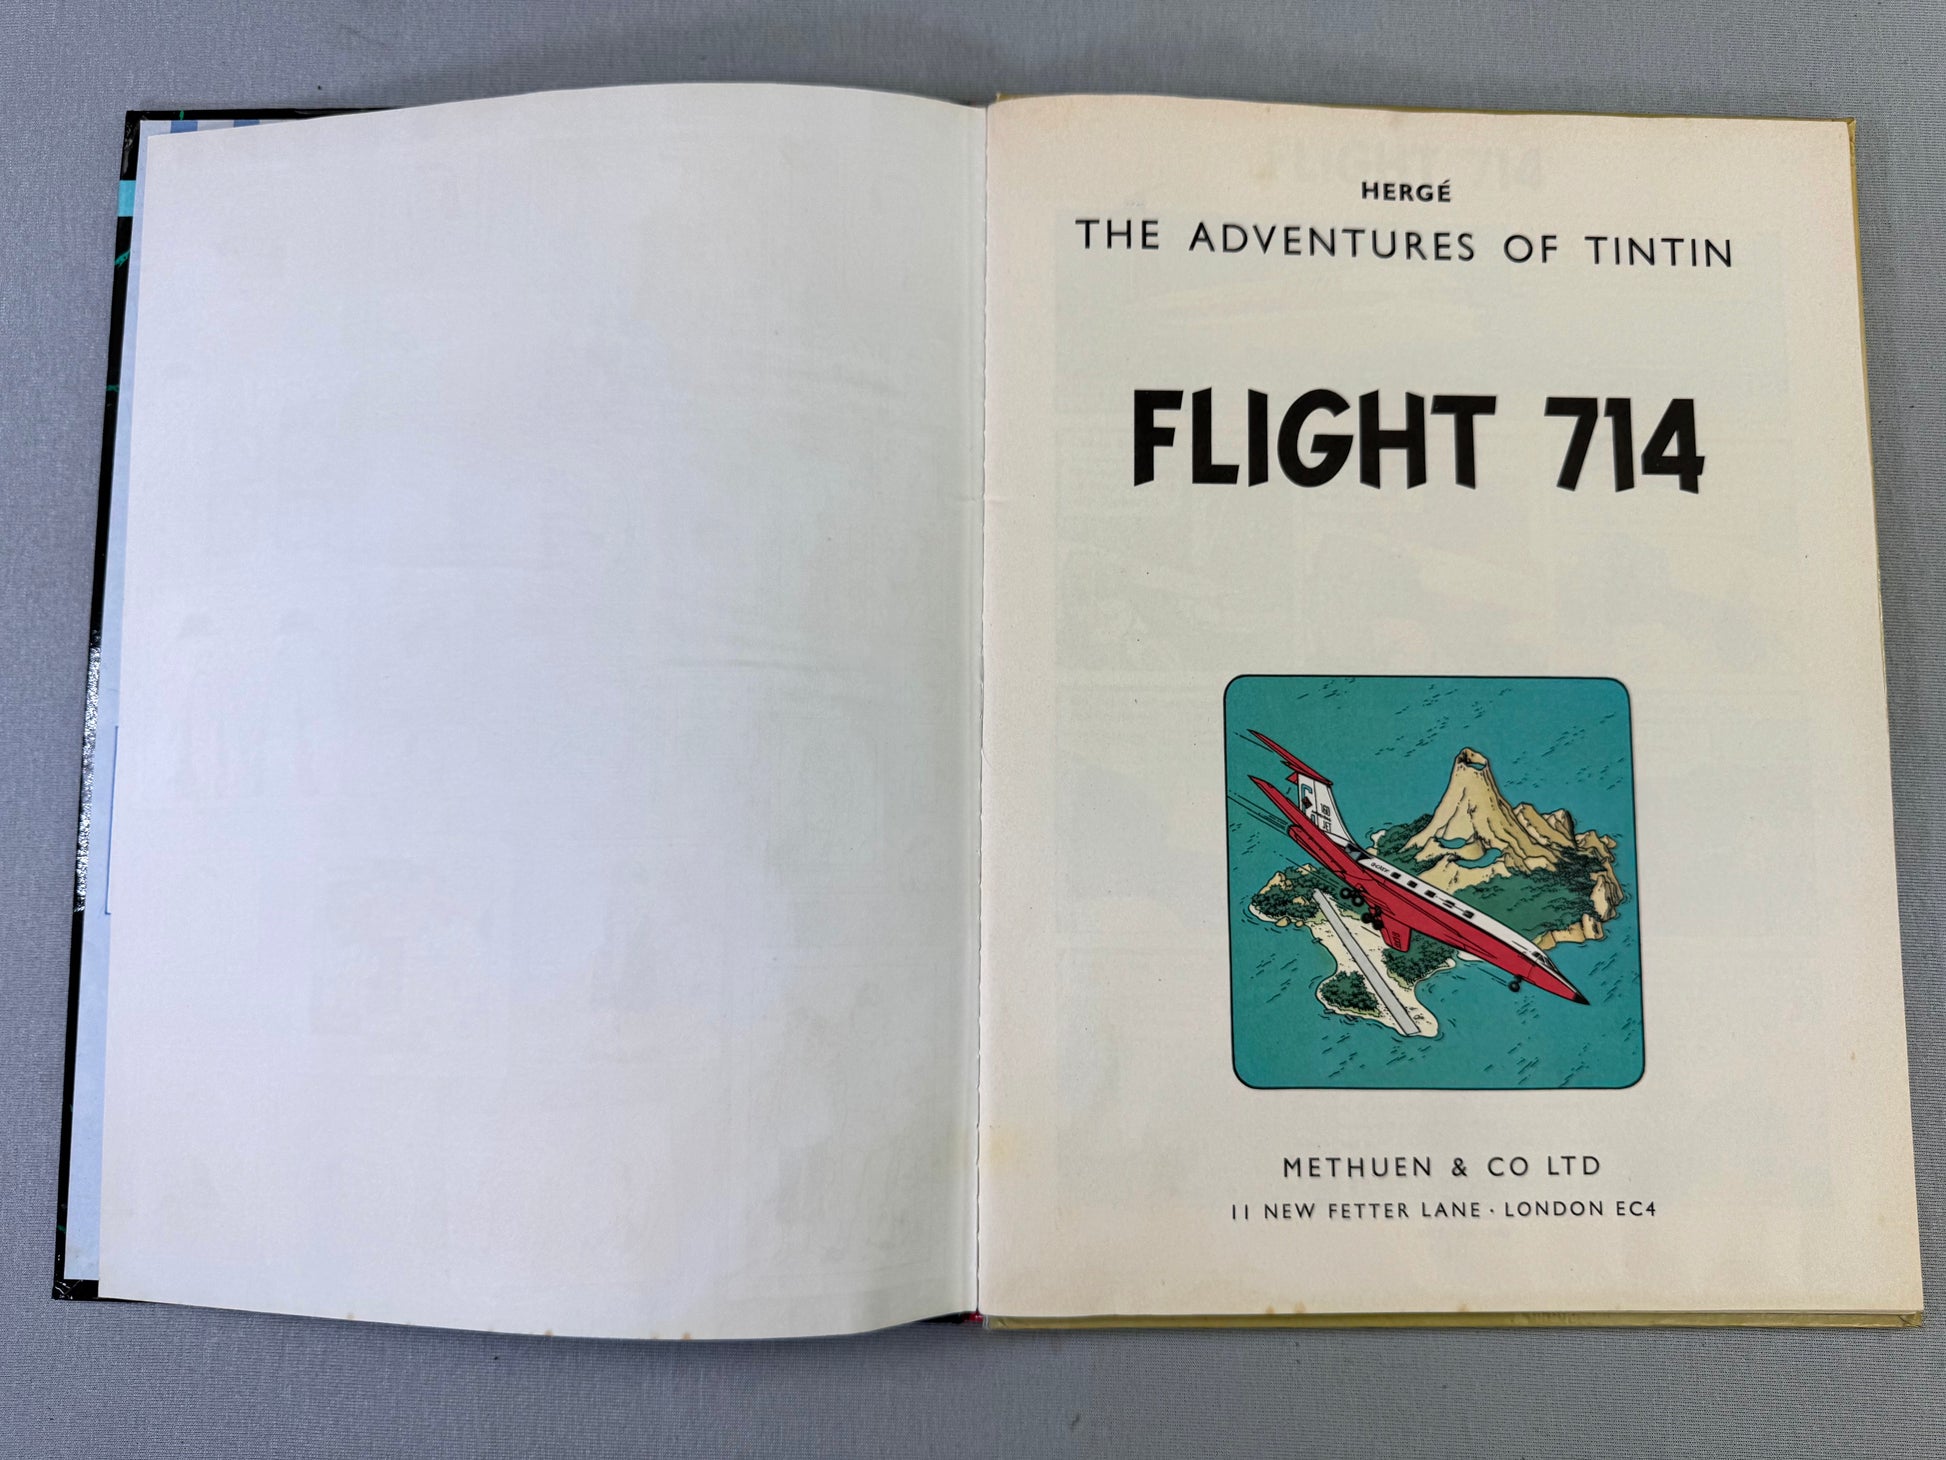 HERGÉ
THE ADVENTURES OF TINTIN
FLIGHT 714
METHUEN & CO LTD
11 NEW FETTER LANE · LONDON EC4